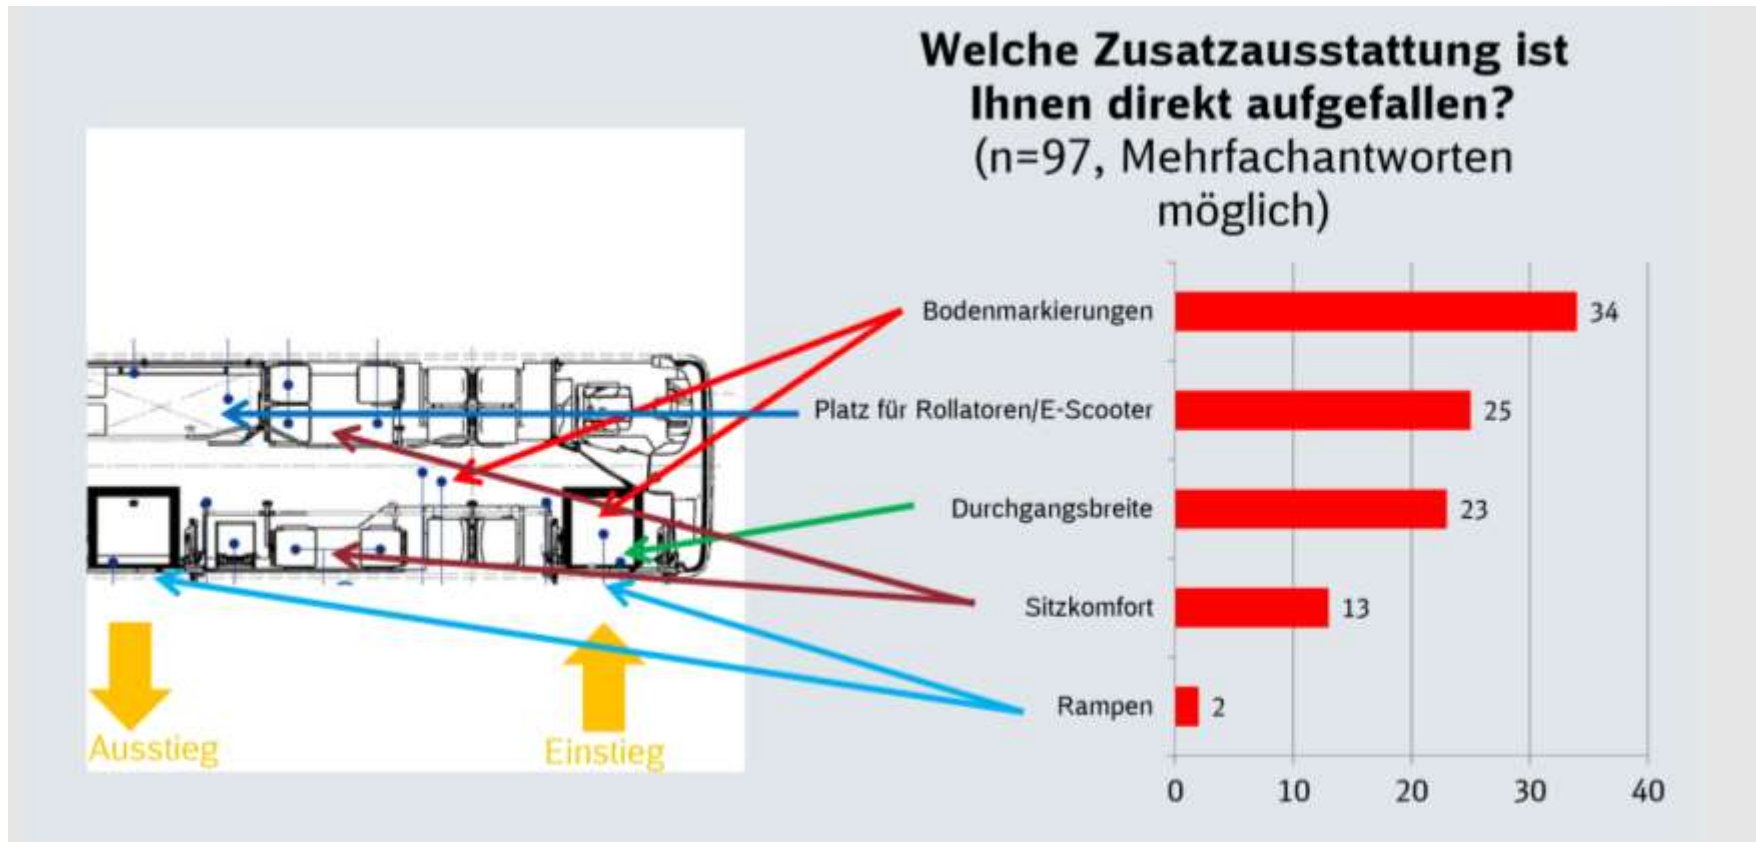 Welche Zusatzausstattung ist
Ihnen direkt aufgefallen?
(n=97, Mehrfachantworten
möglich)
Bodenmarkierungen
34
Platz für Rollatoren/E-Scooter
25
Durchgangsbreite
23
Sitzkomfort
13
Rampen
2
0 10 20 30 40
Ausstieg
Einstieg